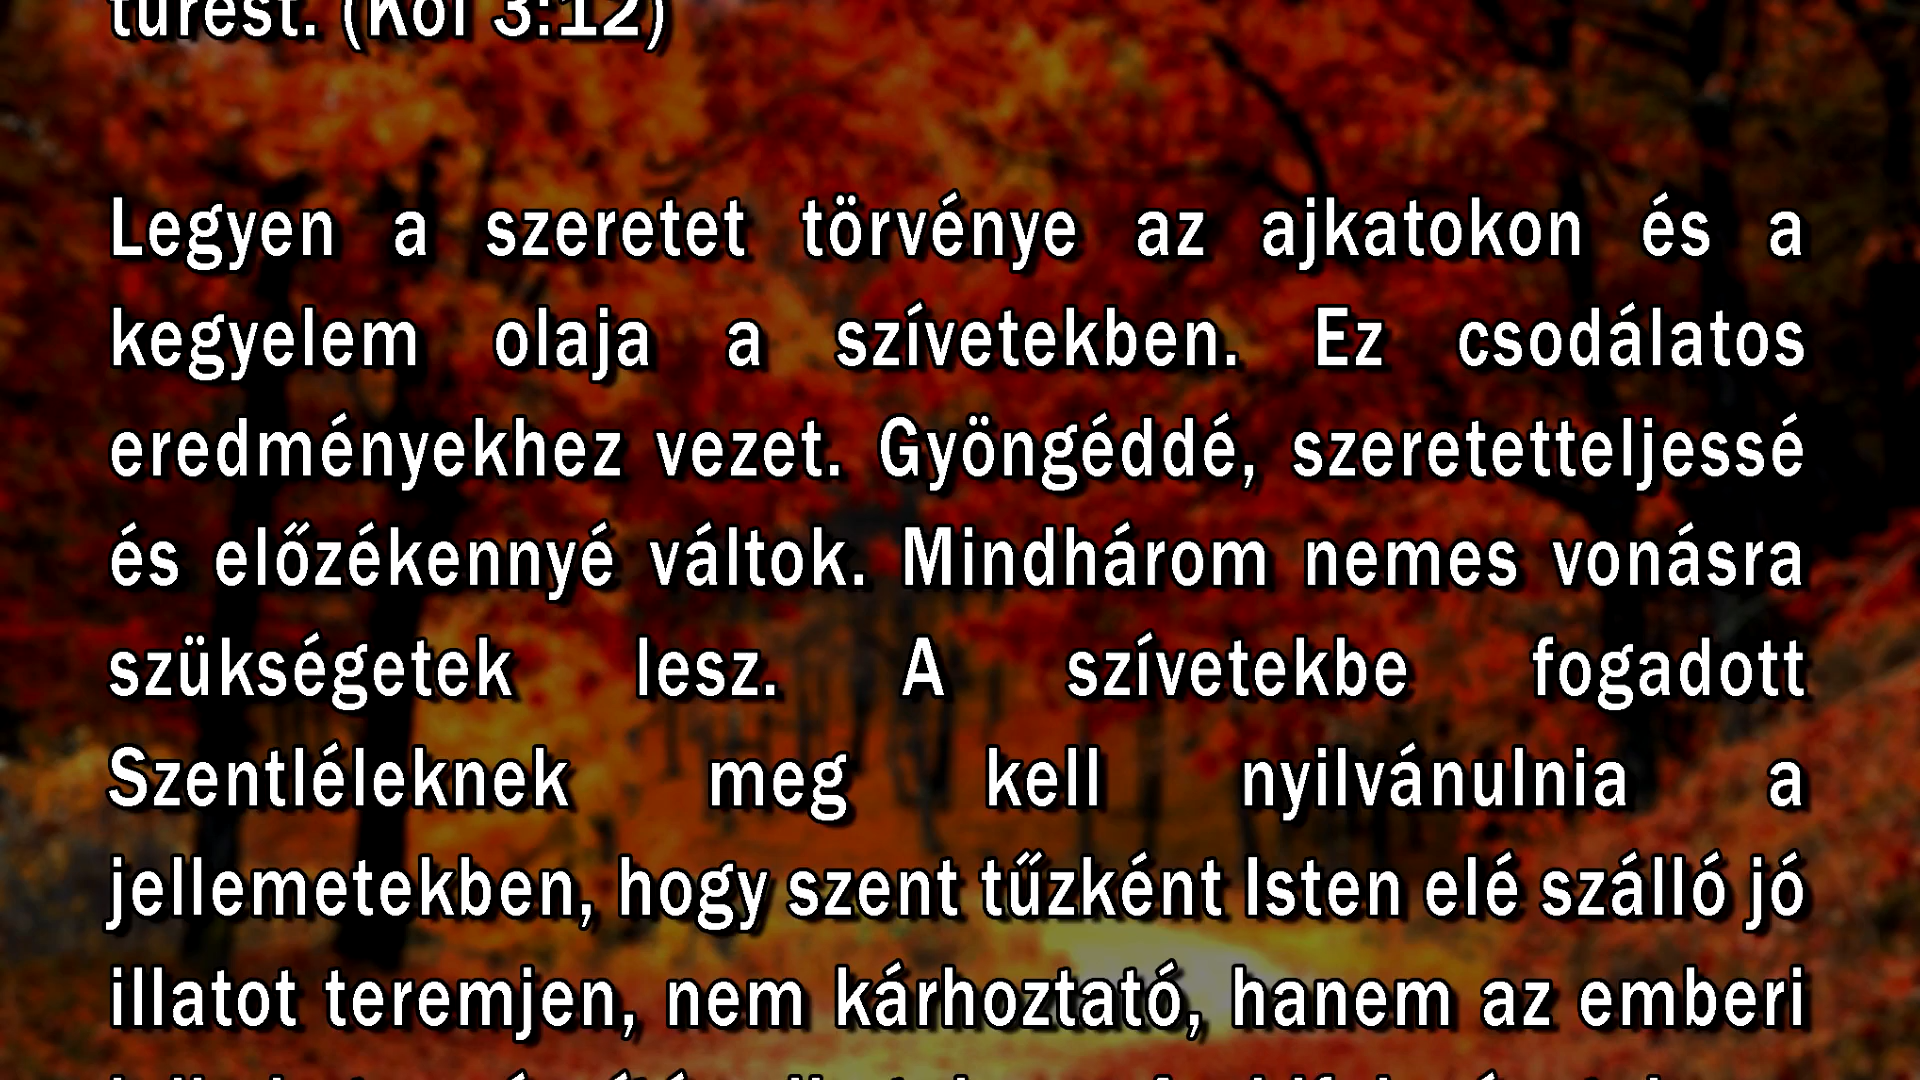 tűrést. (Kol 3:12)
Legyen a szeretet törvénye az ajkatokon és a
kegyelem olaja a szívetekben. Ez csodálatos
eredményekhez vezet. Gyöngéddé, szeretetteljessé
és előzékennyé váltok. Mindhárom nemes vonásra
szükségetek lesz. A szívetekbe fogadott
Szentléleknek meg kell nyilvánulnia a
jellemetekben, hogy szent tűzként Isten elé szálló jó
illatot teremjen, nem kárhoztató, hanem az emberi